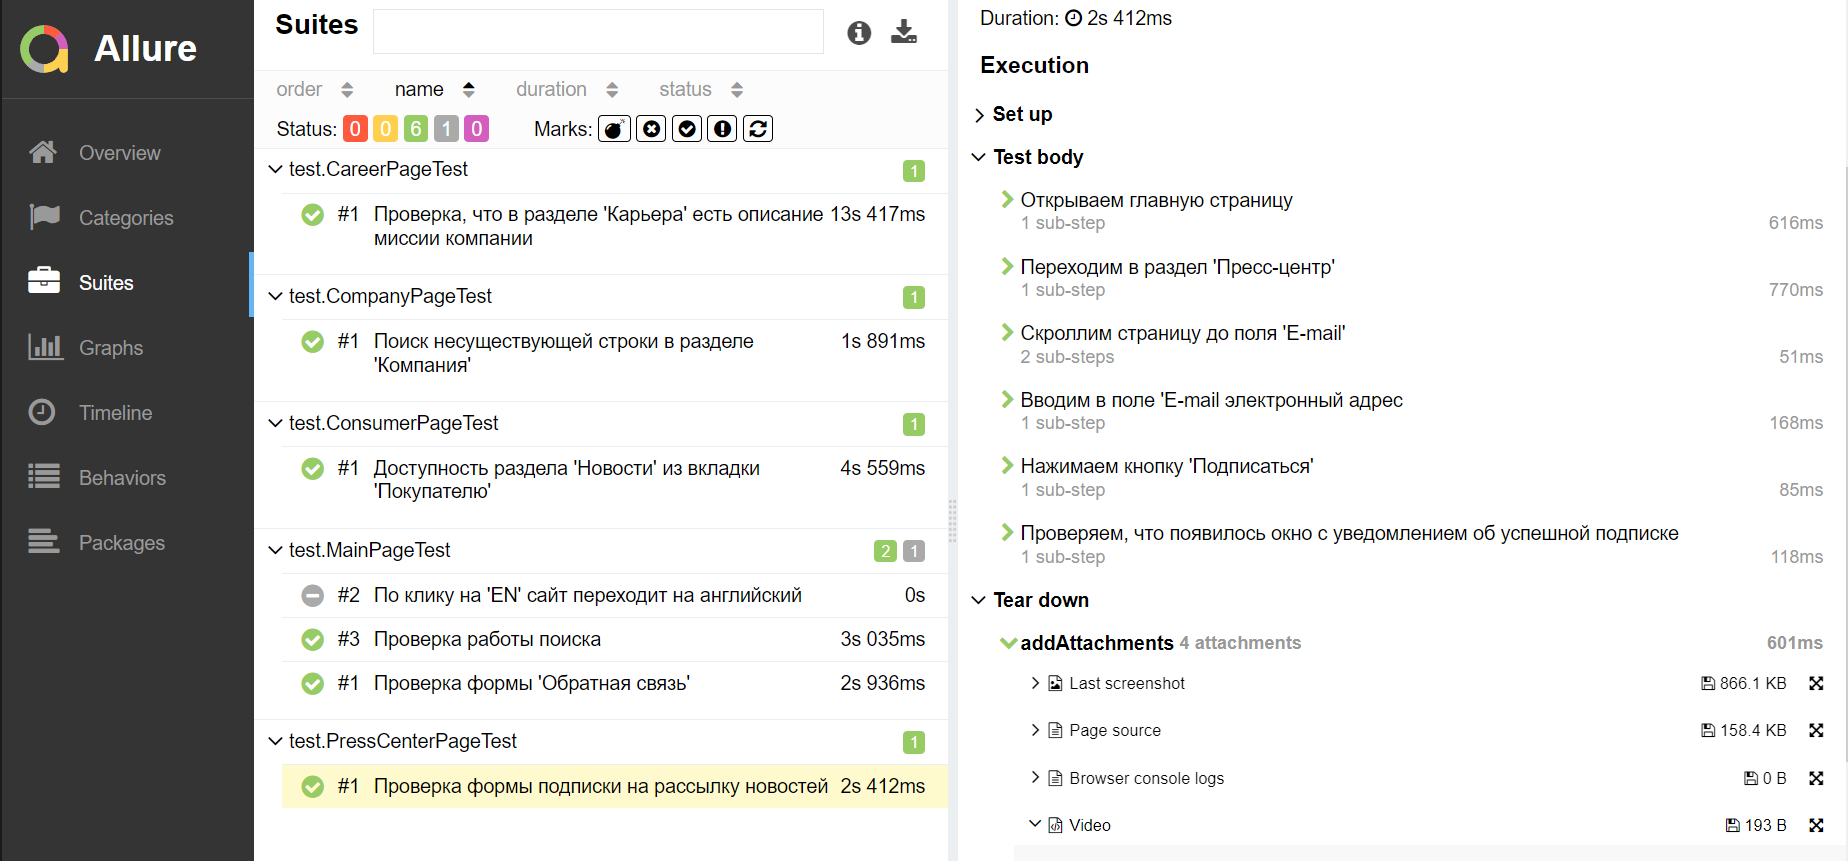 Allure
Overview
Categories
Suites
Graphs
Timeline
Behaviors
Packages
Suites
order name duration status
Status: 0 0 6 1 0 Marks:
test.CareerPageTest 1
#1 Проверка, что в разделе 'Карьера' есть описание 13s 417ms
миссии компании
test.CompanyPageTest 1
#1 Поиск несуществующей строки в разделе 1s 891ms
'Компания'
test.ConsumerPageTest 1
#1 Доступность раздела 'Новости' из вкладки 4s 559ms
'Покупателю'
test.MainPageTest 2 1
#2 По клику на 'EN' сайт переходит на английский 0s
#3 Проверка работы поиска 3s 035ms
#1 Проверка формы 'Обратная связь' 2s 936ms
test.PressCenterPageTest 1
#1 Проверка формы подписки на рассылку новостей 2s 412ms
Duration: 2s 412ms
Execution
Set up
Test body
Открываем главную страницу
1 sub-step 616ms
Переходим в раздел 'Пресс-центр'
1 sub-step 770ms
Скроллим страницу до поля 'E-mail'
2 sub-steps 51ms
Вводим в поле 'E-mail электронный адрес
1 sub-step 168ms
Нажимаем кнопку 'Подписаться'
1 sub-step 85ms
Проверяем, что появилось окно с уведомлением об успешной подписке
1 sub-step 118ms
Tear down
addAttachments 4 attachments 601ms
Last screenshot 866.1 KB
Page source 158.4 KB
Browser console logs 0 B
Video 193 B